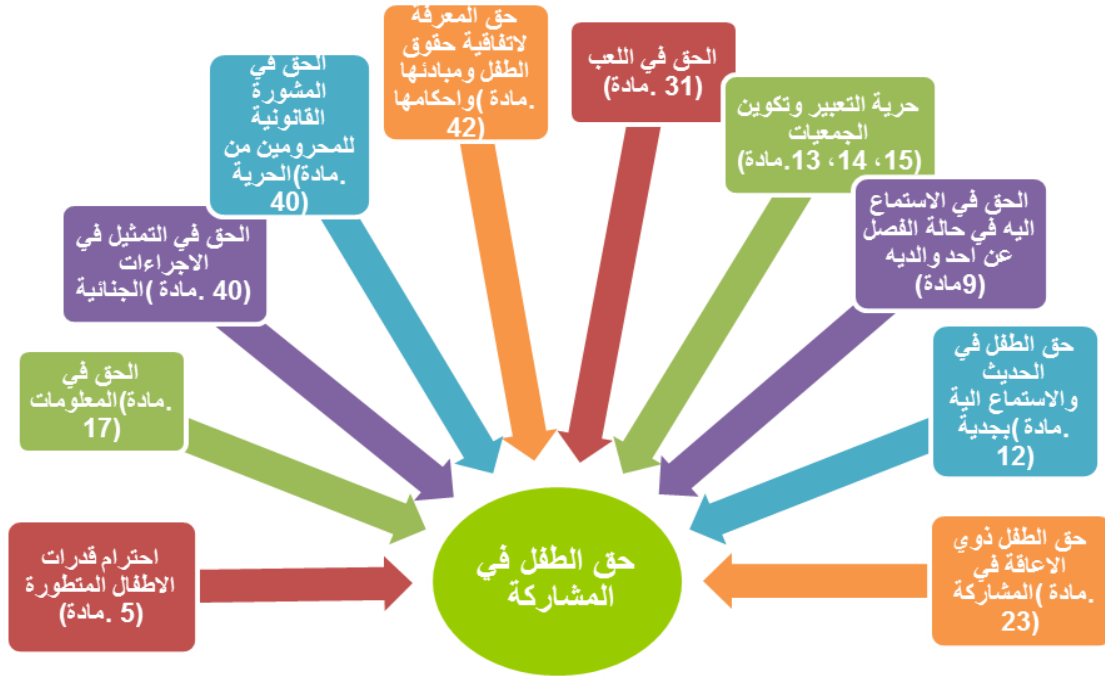 حق المعرفة
لاتفاقية حقوق
الطفل ومبادئها
واحكامها( مادة.
42)
الحق في اللعب
(مادة. 31)
حرية التعبير وتكوين
الجمعيات
(مادة.13 ،14 ،15)
الحق في الاستماع
اليه في حالة الفصل
عن احد والديه
(مادة9)
حق الطفل في
الحديث
والاستماع الية
بجدية( مادة.
12)
حق الطفل ذوي
الاعاقة في
المشاركة( مادة.
23)
الحق في
المشورة
القانونية
للمحرومين من
الحرية(مادة.
40)
الحق في التمثيل في
الاجراءات
الجنائية( مادة. 40)
الحق في
المعلومات(مادة.
17)
احترام قدرات
الاطفال المتطورة
(مادة. 5)
حق الطفل في
المشاركة